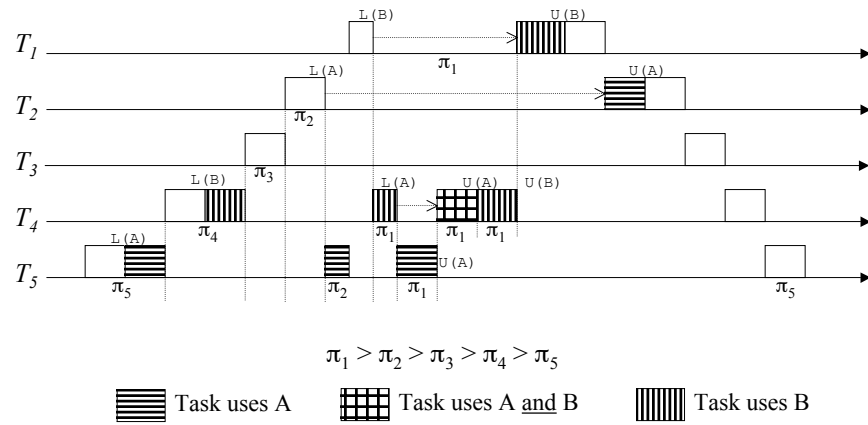 L(B) U(B)
T1
π1
L(A) U(A)
T2
π2
T3
π3
L(B) L(A) U(A) U(B)
T4
π4 π1 π1 π1
L(A)
T5 U(A)
π5 π2 π1 π5
π1 > π2 > π3 > π4 > π5
Task uses A Task uses A and B Task uses B